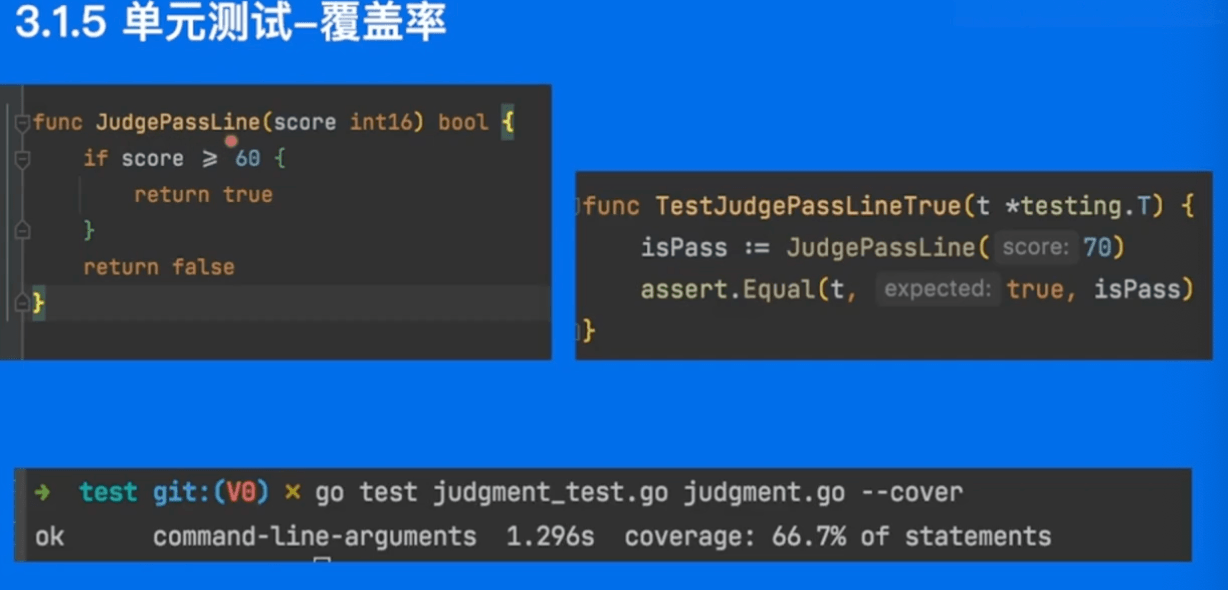 3.1.5 单元测试-覆盖率
func JudgePassLine(score int16) bool {
    if score ⩾ 60 {
        return true
    }
    return false
}
func TestJudgePassLineTrue(t *testing.T) {
    isPass := JudgePassLine( score: 70)
    assert.Equal(t, expected: true, isPass)
}
➜ test git:(V0) ✗ go test judgment_test.go judgment.go --cover
ok command-line-arguments 1.296s coverage: 66.7% of statements